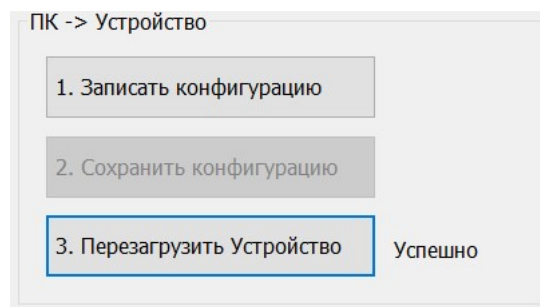 ПК -> Устройство
1. Записать конфигурацию
2. Сохранить конфигурацию
3. Перезагрузить Устройство Успешно